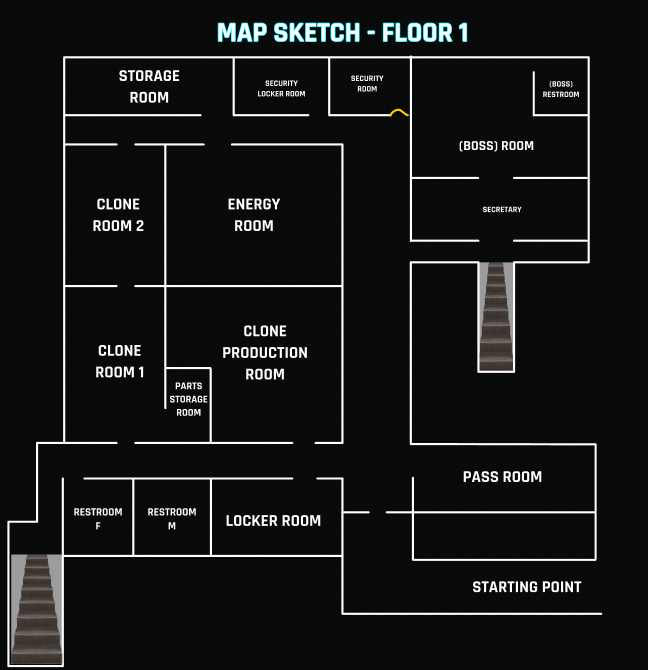 MAP SKETCH - FLOOR 1
STORAGE
ROOM
SECURITY
LOCKER ROOM
SECURITY
ROOM
(BOSS)
RESTROOM
(BOSS) ROOM
CLONE
ROOM 2
ENERGY
ROOM
SECRETARY
CLONE
ROOM 1
CLONE
PRODUCTION
ROOM
PARTS
STORAGE
ROOM
PASS ROOM
RESTROOM
F
RESTROOM
M
LOCKER ROOM
STARTING POINT